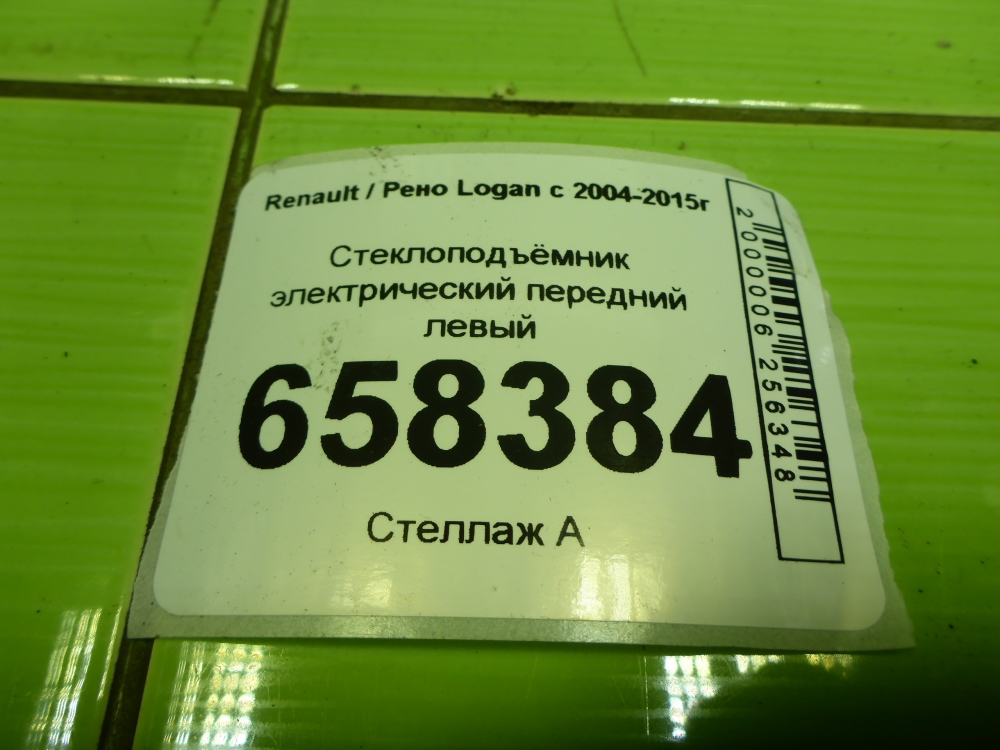 Renault / Рено Logan с 2004-2015г
Стеклоподъёмник
электрический передний
левый
658384
Стеллаж А
2000006256348